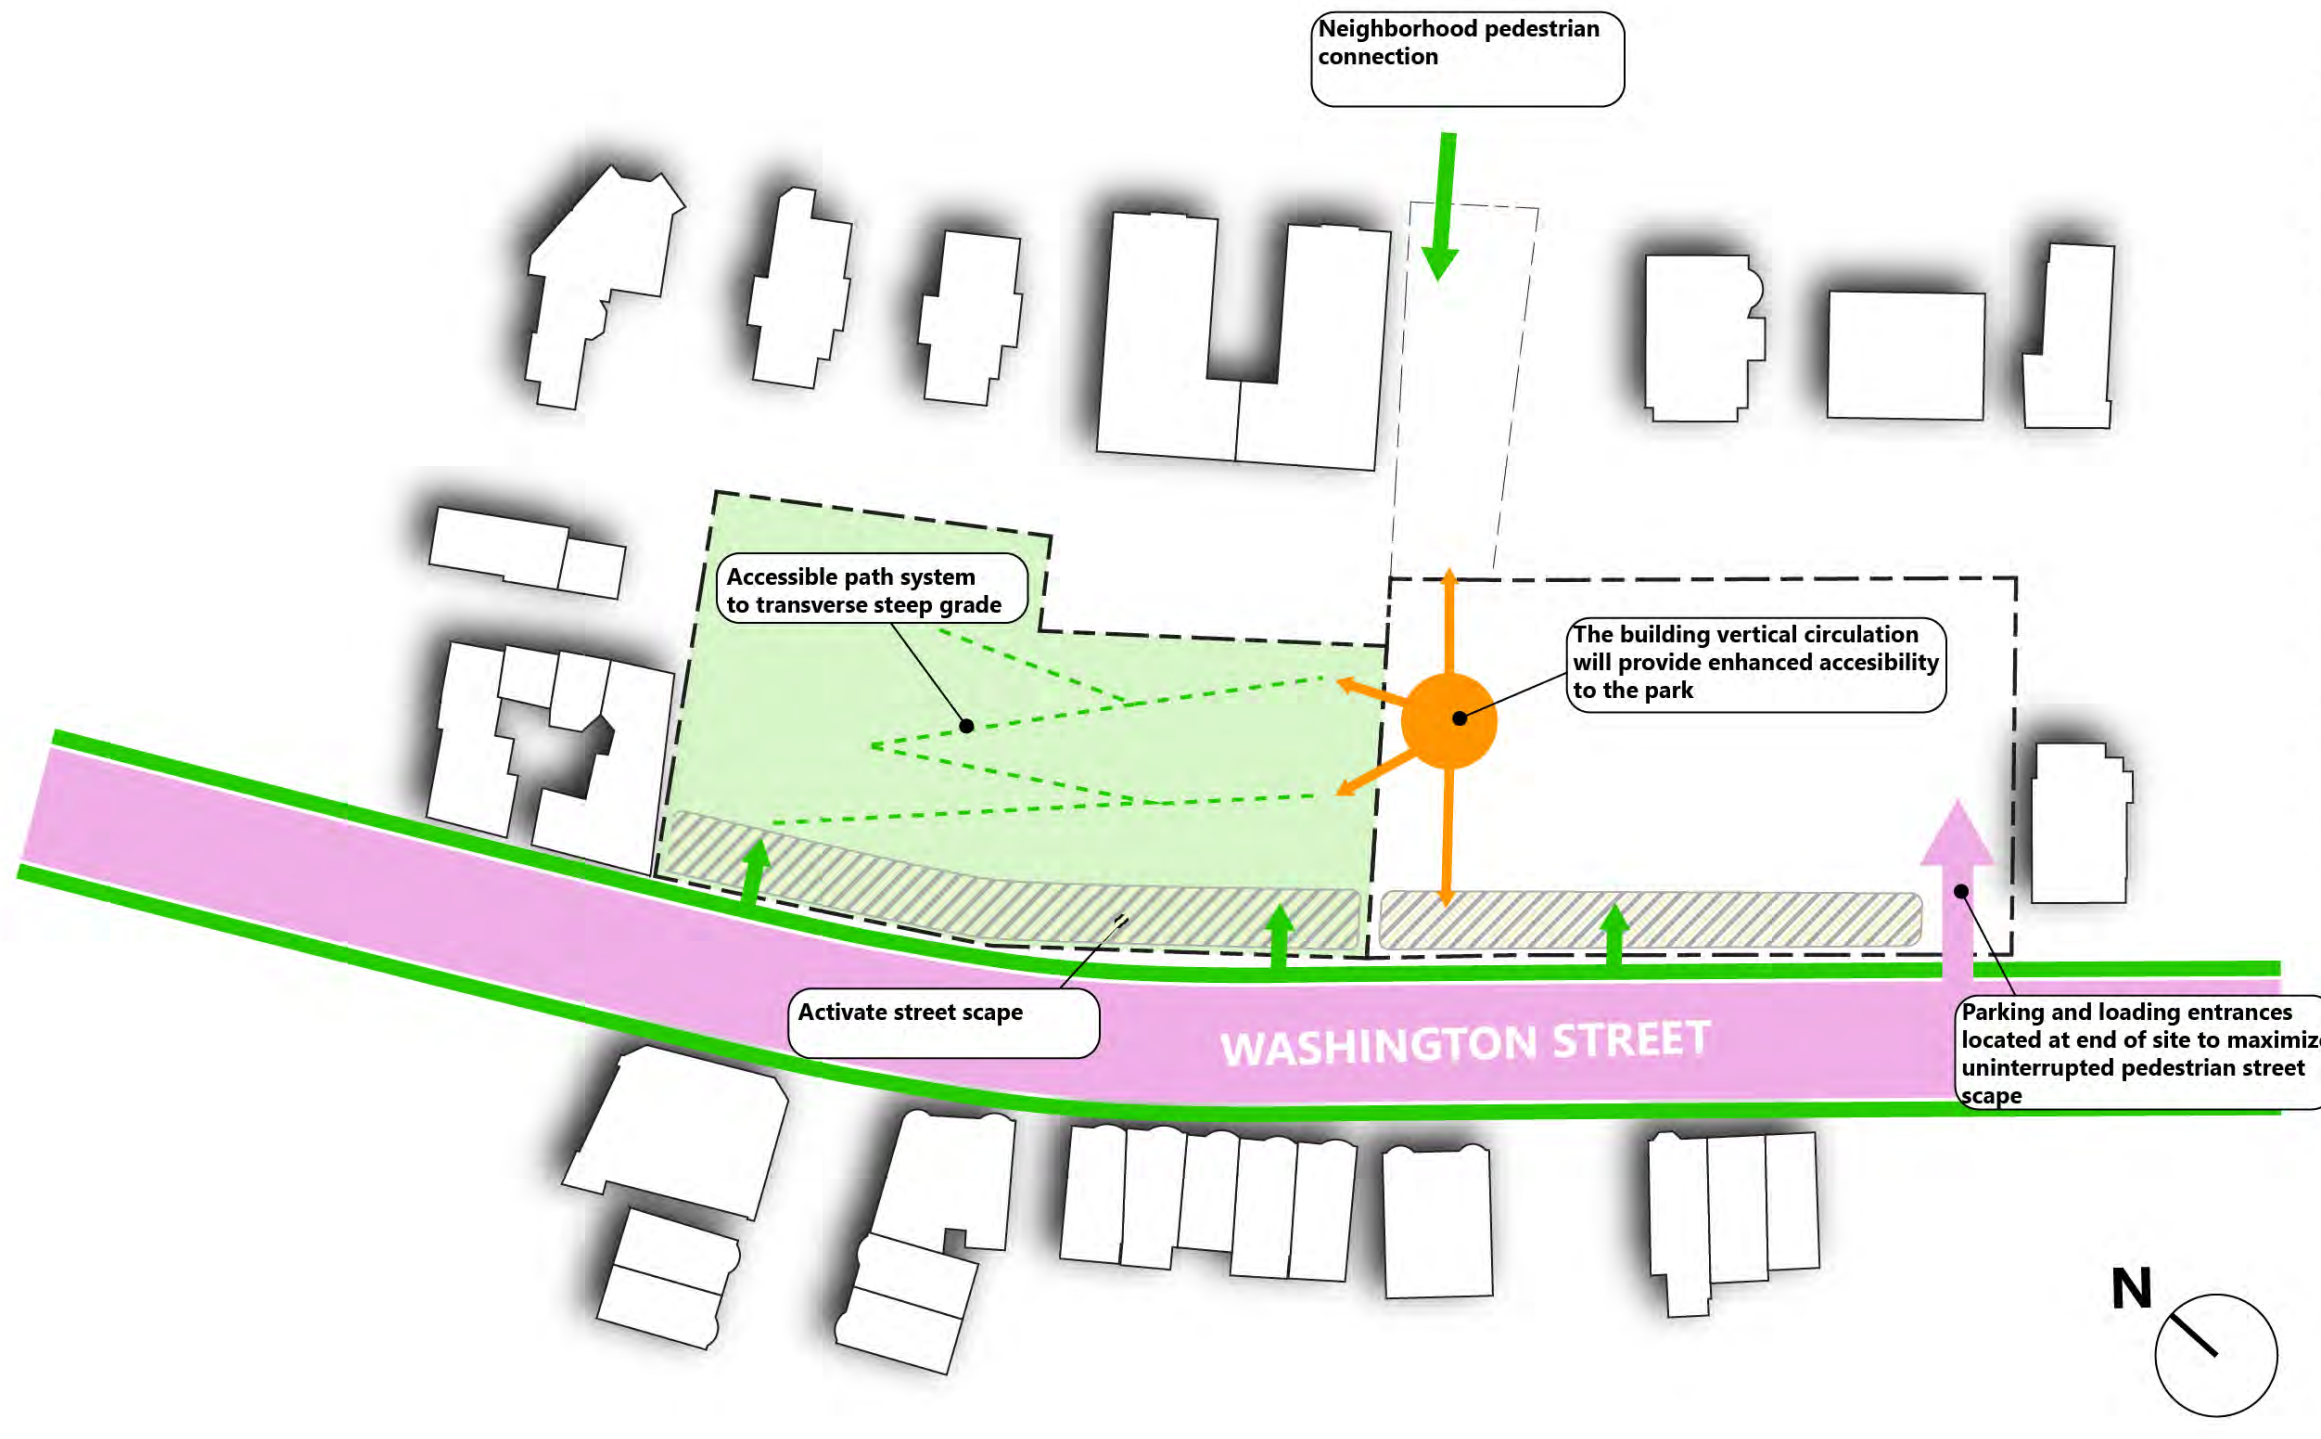 Neighborhood pedestrian
connection
Accessible path system
to transverse steep grade
The building vertical circulation
will provide enhanced accesibility
to the park
Activate street scape
WASHINGTON STREET
Parking and loading entrances
located at end of site to maximize
uninterrupted pedestrian street
scape
N